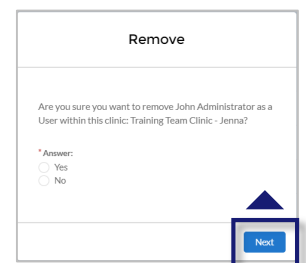 Remove
Are you sure you want to remove John Administrator as a
User within this clinic: Training Team Clinic - Jenna?
* Answer:
Yes
No
Next